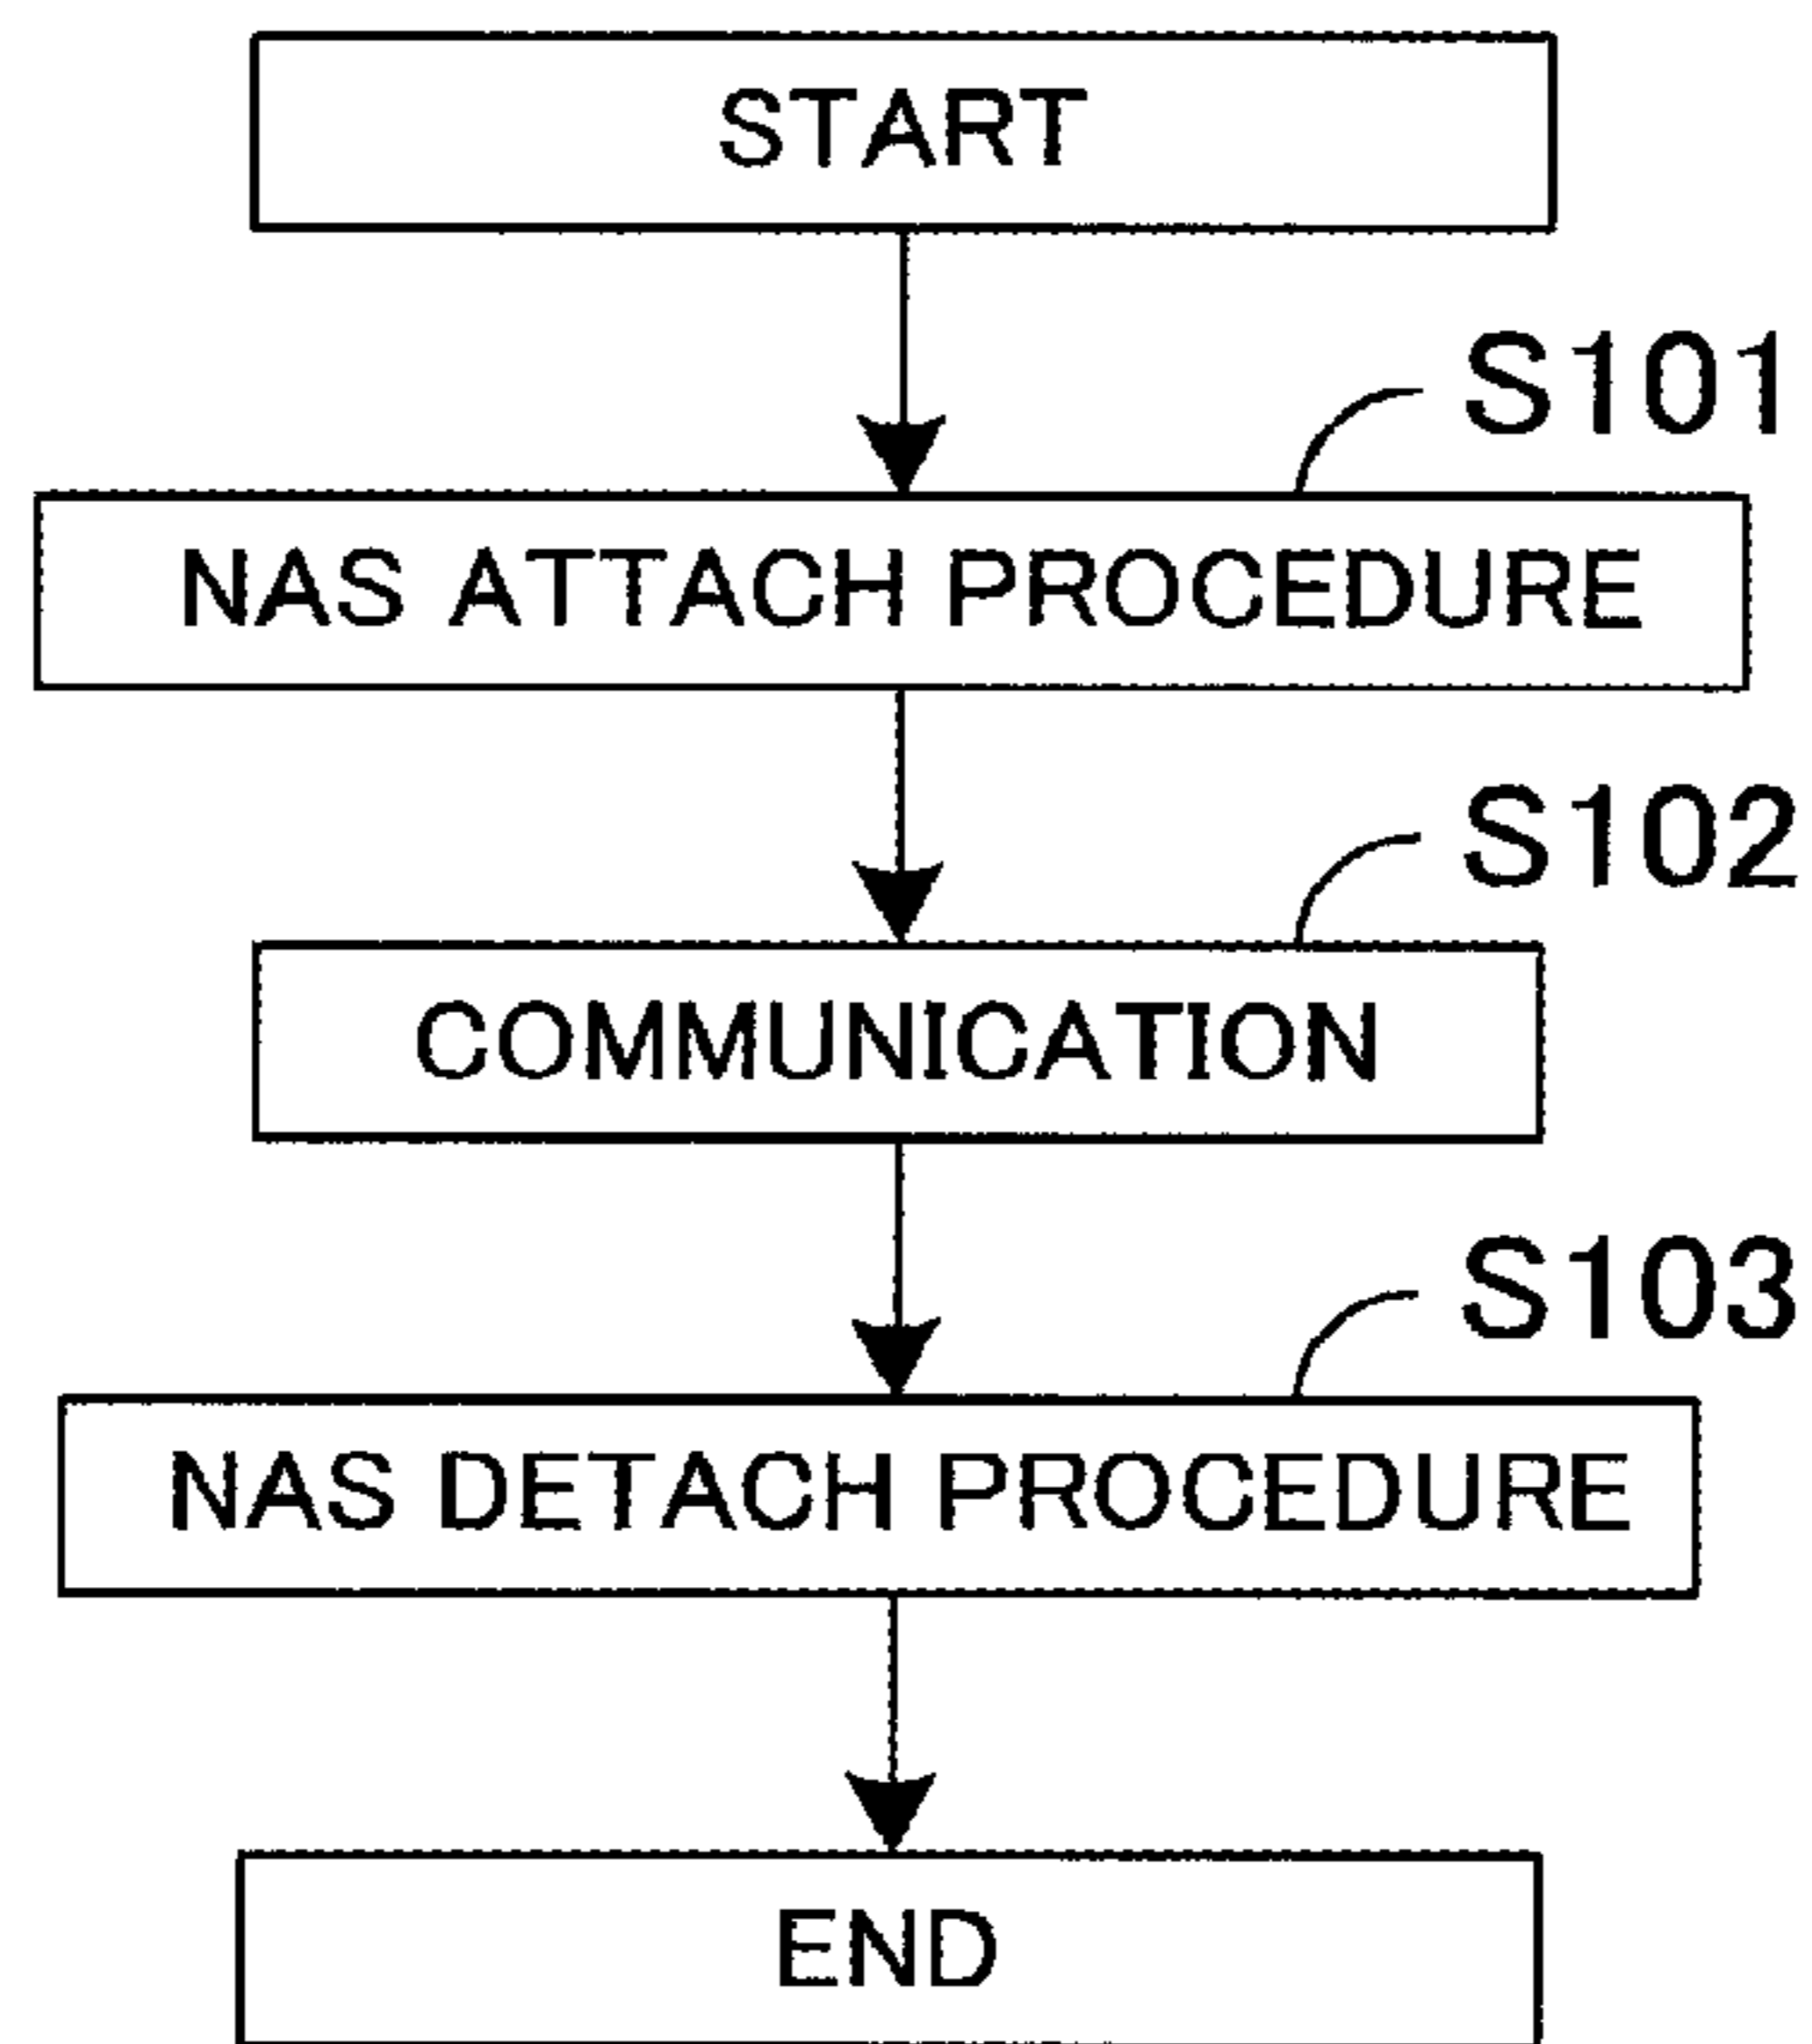 START
S101
NAS ATTACH PROCEDURE
S102
COMMUNICATION
S103
NAS DETACH PROCEDURE
END